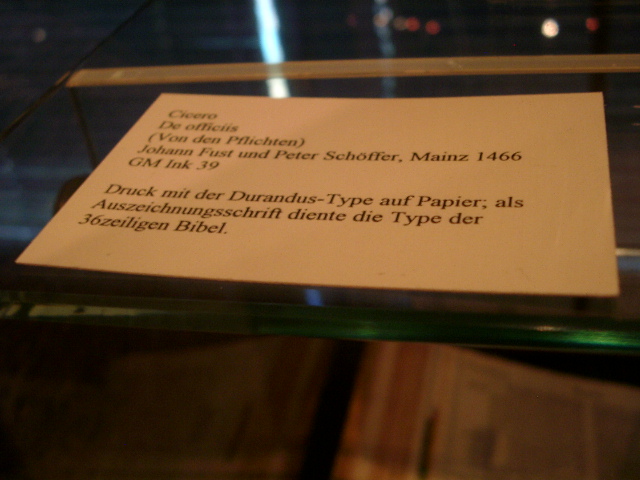 Cicero
De officiis
(Von den Pflichten)
Johann Fust und Peter Schöffer, Mainz 1466
GM Ink 39
Druck mit der Durandus-Type auf Papier; als
Auszeichnungsschrift diente die Type der
36zeiligen Bibel.